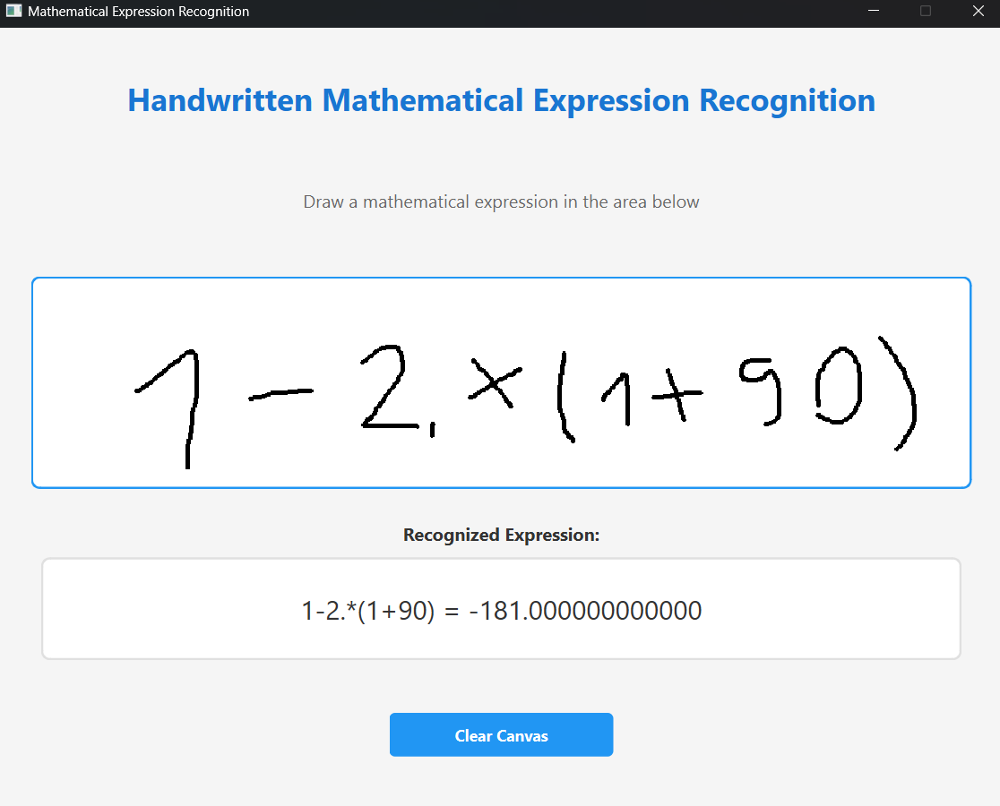 Mathematical Expression Recognition
Handwritten Mathematical Expression Recognition
Draw a mathematical expression in the area below
1-2.×(1+90)
Recognized Expression:
1-2.*(1+90) = -181.000000000000
Clear Canvas